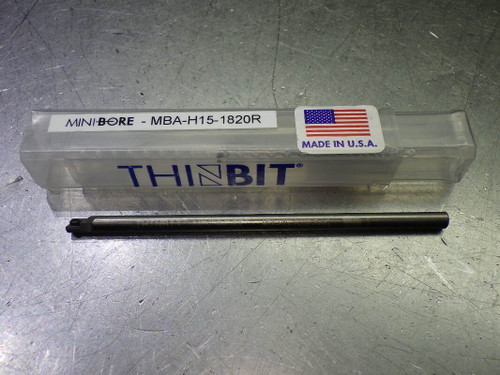 MINI-BORE - MBA-H15-1820R
MADE IN U.S.A.
THINBIT®